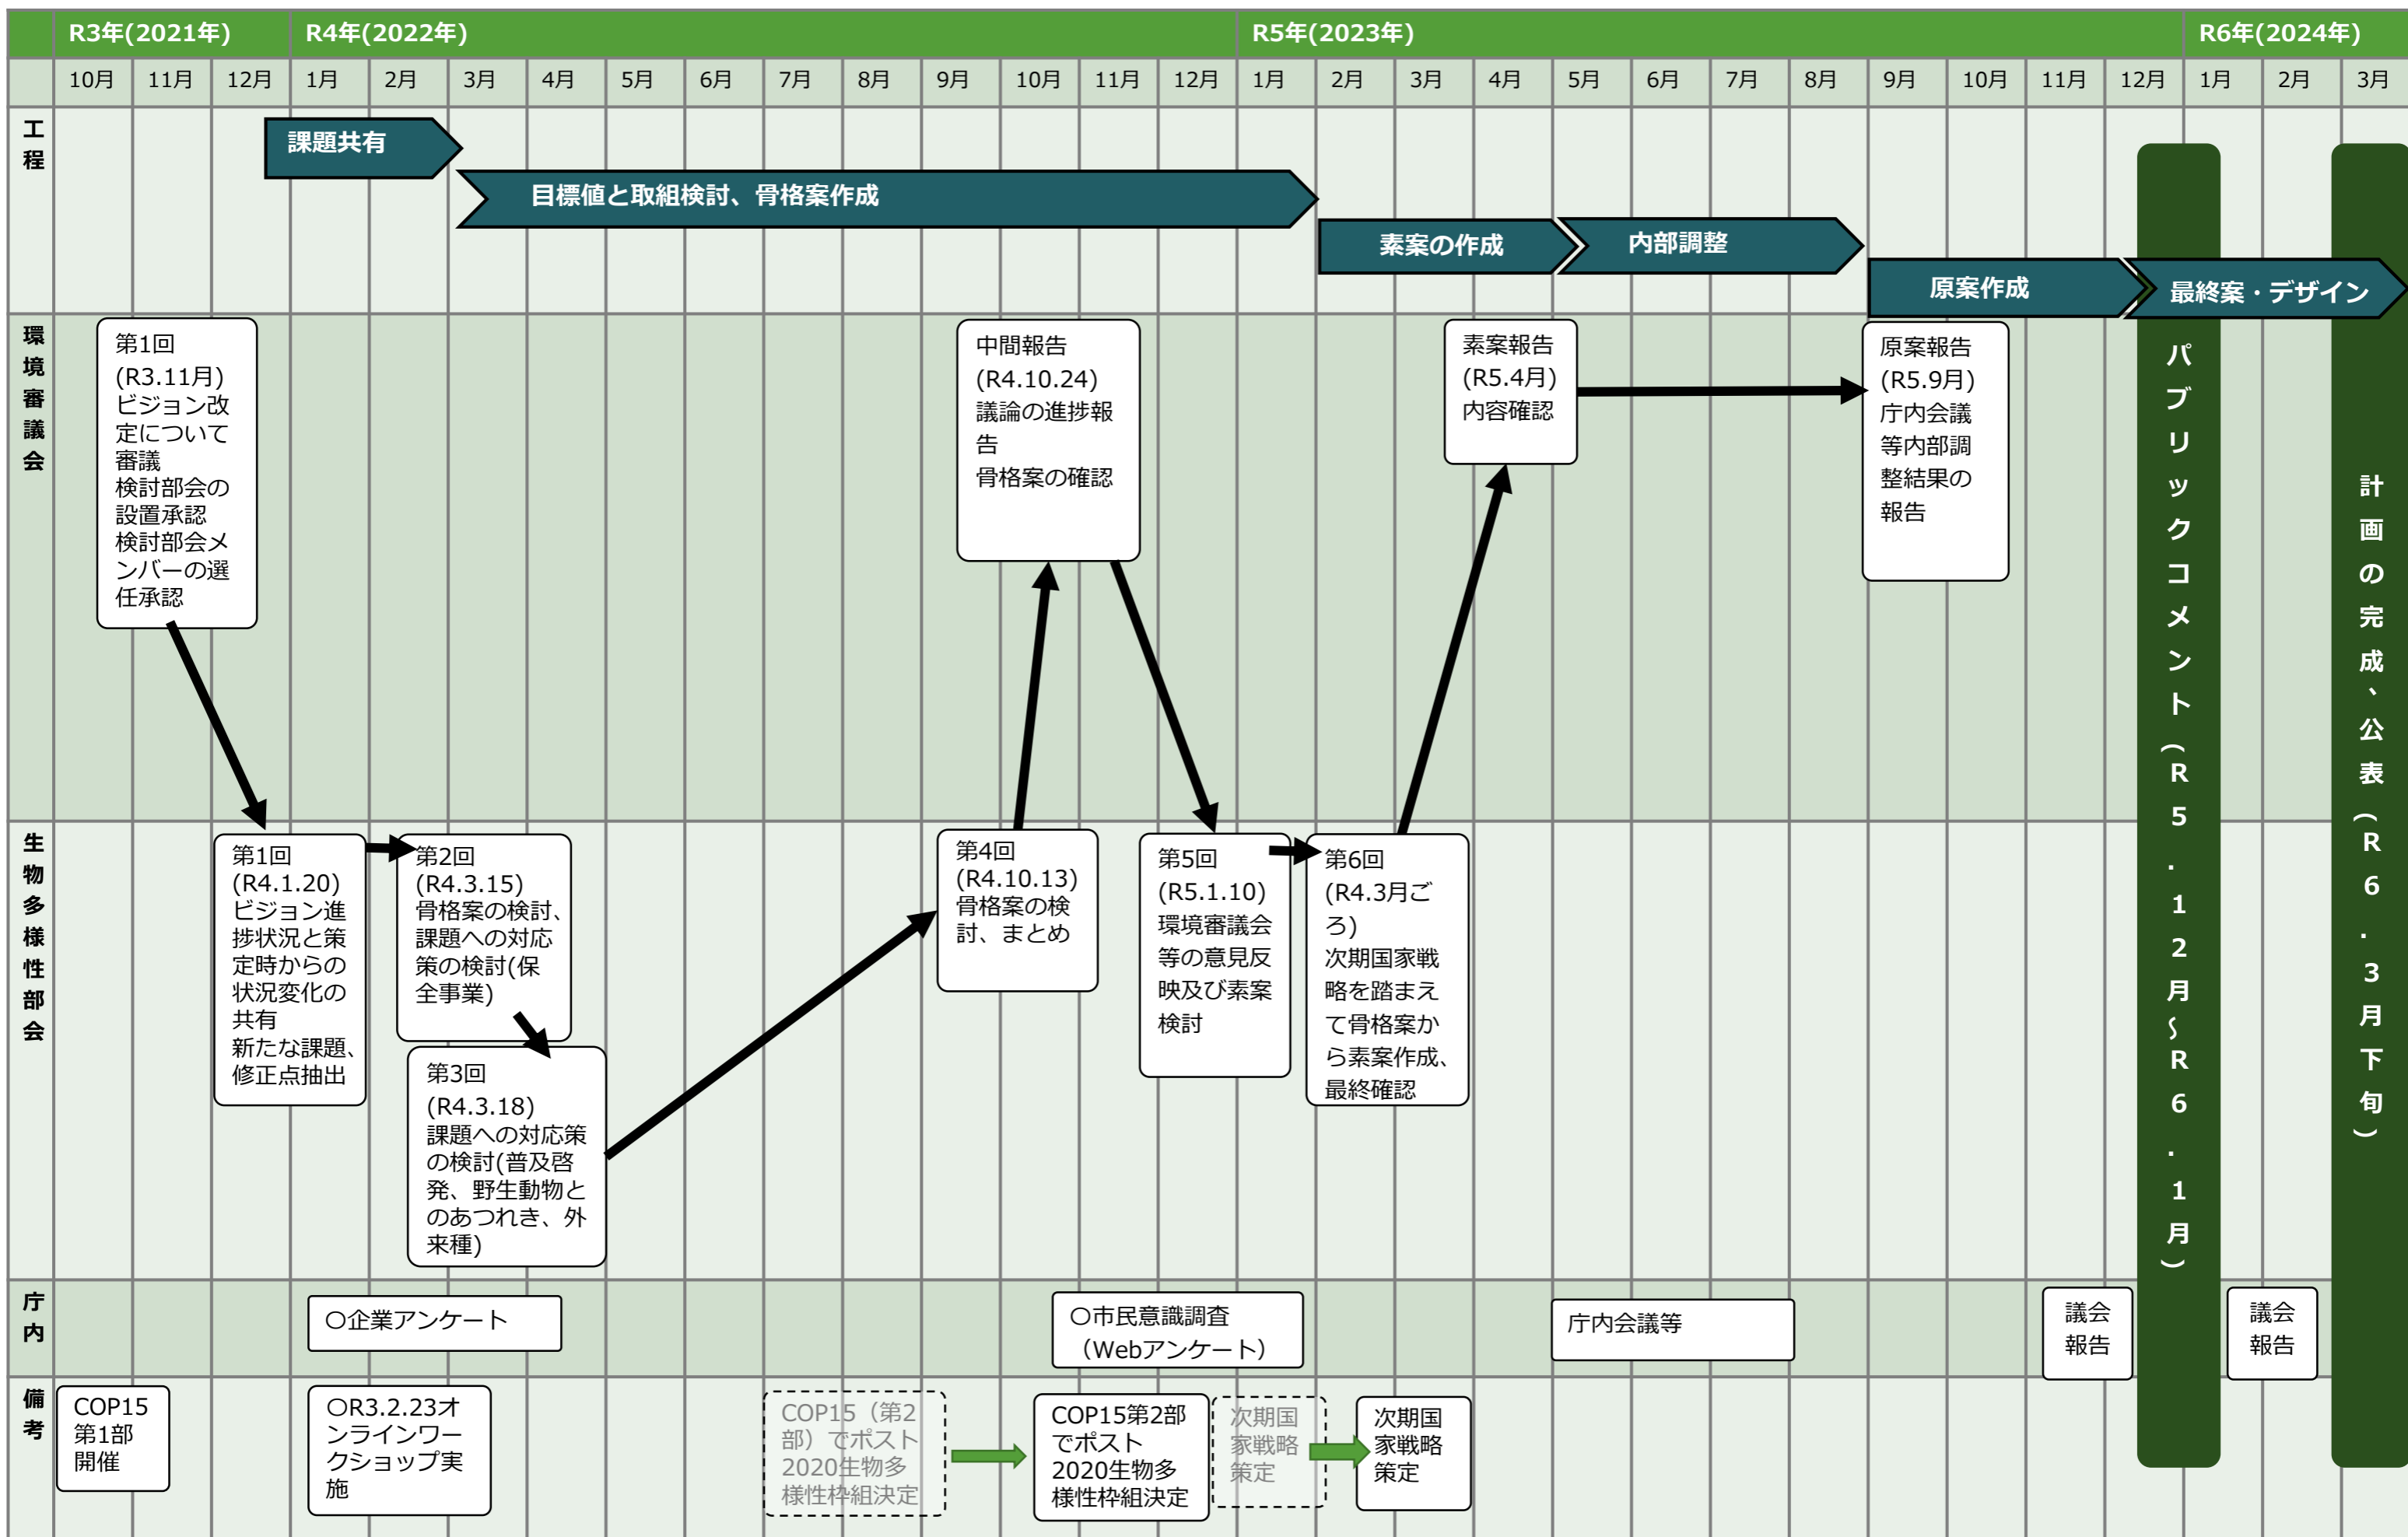 R3年(2021年)
R4年(2022年)
R5年(2023年)
R6年(2024年)
10月
11月
12月
1月
2月
3月
4月
5月
6月
7月
8月
9月
10月
11月
12月
1月
2月
3月
4月
5月
6月
7月
8月
9月
10月
11月
12月
1月
2月
3月
工程
課題共有
目標値と取組検討、骨格案作成
素案の作成
内部調整
原案作成
最終案・デザイン
環境審議会
第1回
(R3.11月)
ビジョン改
定について
審議
検討部会の
設置承認
検討部会メ
ンバーの選
任承認
中間報告
(R4.10.24)
議論の進捗報
告
骨格案の確認
素案報告
(R5.4月)
内容確認
原案報告
(R5.9月)
庁内会議
等内部調
整結果の
報告
パブリックコメント(R5.12月～R6.1月)
計画の完成、公表(R6.3月下旬)
生物多様性部会
第1回
(R4.1.20)
ビジョン進
捗状況と策
定時からの
状況変化の
共有
新たな課題、
修正点抽出
第2回
(R4.3.15)
骨格案の検討、
課題への対応
策の検討(保
全事業)
第3回
(R4.3.18)
課題への対応策
の検討(普及啓
発、野生動物と
のあつれき、外
来種)
第4回
(R4.10.13)
骨格案の検
討、まとめ
第5回
(R5.1.10)
環境審議会
等の意見反
映及び素案
検討
第6回
(R4.3月ご
ろ)
次期国家戦
略を踏まえ
て骨格案か
ら素案作成、
最終確認
庁内
〇企業アンケート
〇市民意識調査
（Webアンケート）
庁内会議等
議会
報告
議会
報告
備考
COP15
第1部
開催
〇R3.2.23オ
ンラインワー
クショップ実
施
COP15（第2
部）でポスト
2020生物多
様性枠組決定
COP15第2部
でポスト
2020生物多
様性枠組決定
次期国
家戦略
策定
次期国
家戦略
策定